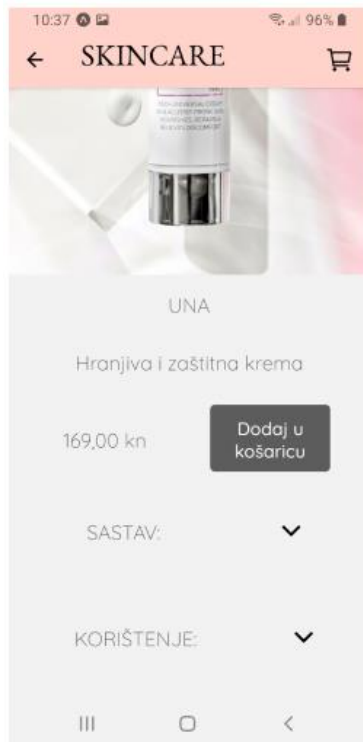 10:37
96%
SKINCARE
UNA
Hranjiva i zaštitna krema
169,00 kn
Dodaj u
košaricu
SASTAV:
KORIŠTENJE: